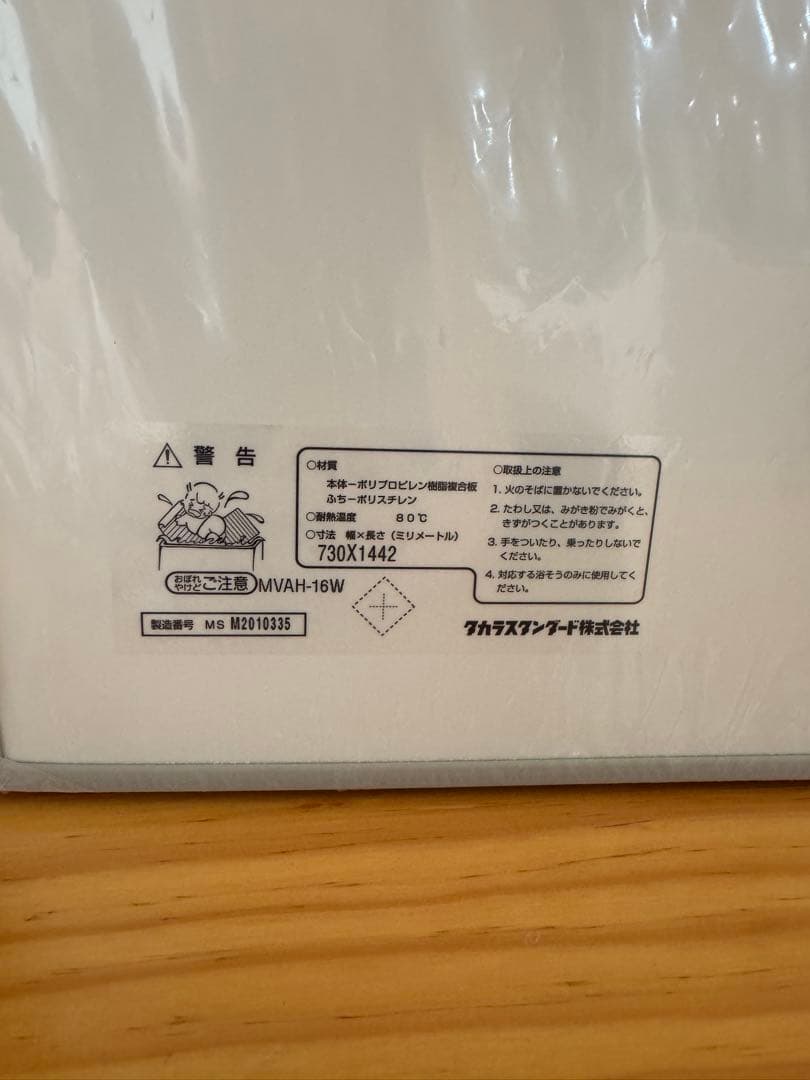 警告
おぼれ
やけど
ご注意
MVAH-16W
製造番号 MS M2010335
○材質
本体ーポリプロピレン樹脂複合板
ふちーポリスチレン
○耐熱温度 80℃
○寸法 幅×長さ（ミリメートル）
730X1442
○取扱上の注意
1. 火のそばに置かないでください。
2. たわし又は、みがき粉でみがくと、
きずがつくことがあります。
3. 手をついたり、乗ったりしないで
ください。
4. 対応する浴そうのみに使用してく
ださい。
タカラスタンダード株式会社